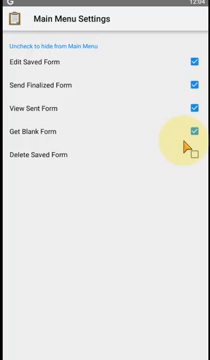 G
12:04
Main Menu Settings
Uncheck to hide from Main Menu
Edit Saved Form
Send Finalized Form
View Sent Form
Get Blank Form
Delete Saved Form